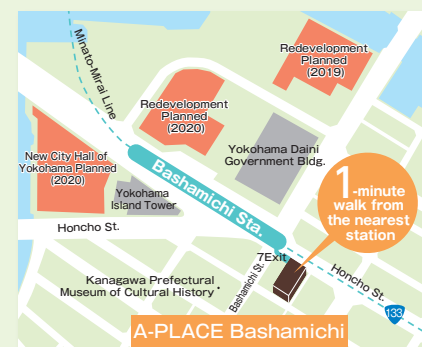 Minato-Mirai Line
Redevelopment
Planned
(2019)
Redevelopment
Planned
(2020)
New City Hall of
Yokohama Planned
(2020)
Yokohama Daini
Government Bldg.
Yokohama
Island Tower
Bashamichi Sta.
1-minute
walk from
the nearest
station
Honcho St.
7Exit
Honcho St.
Kanagawa Prefectural
Museum of Cultural History
Bashamichi St.
133
A-PLACE Bashamichi